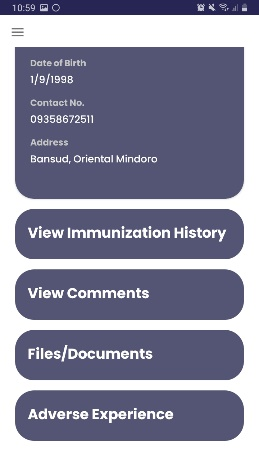 10:59
Date of Birth
1/9/1998
Contact No.
09358672511
Address
Bansud, Oriental Mindoro
View Immunization History
View Comments
Files/Documents
Adverse Experience